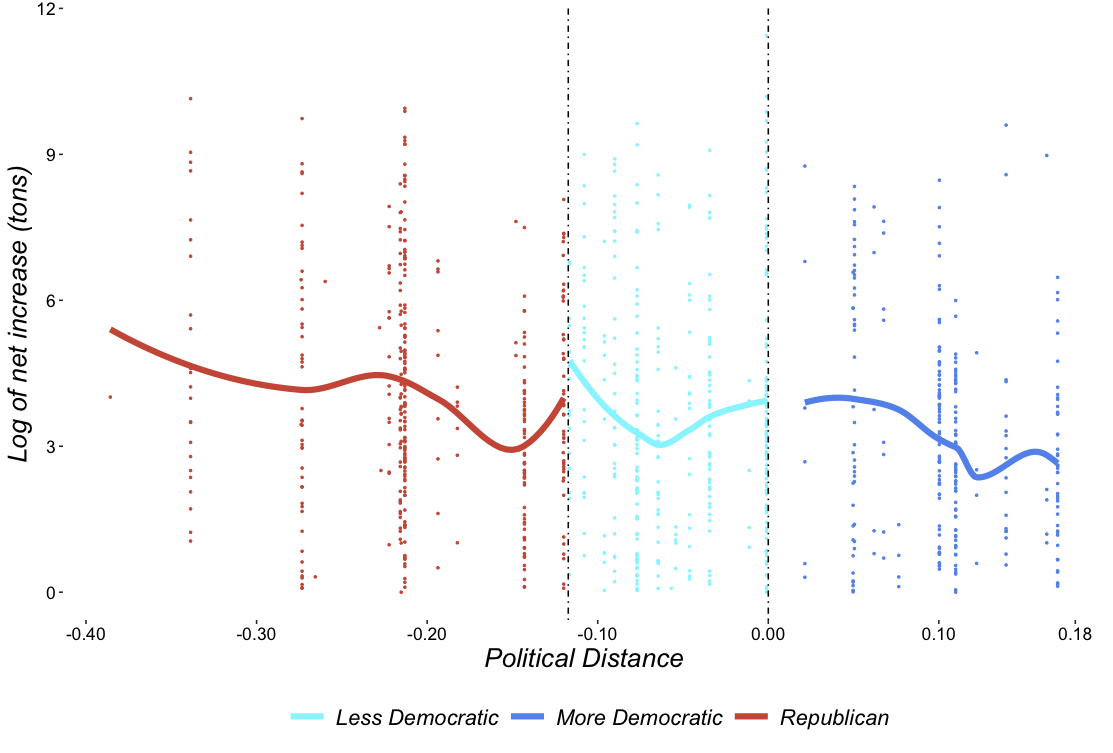 Log of net increase (tons)
12
9
6
3
0
-0.40 -0.30 -0.20 -0.10 0.00 0.10 0.18
Political Distance
Less Democratic More Democratic Republican